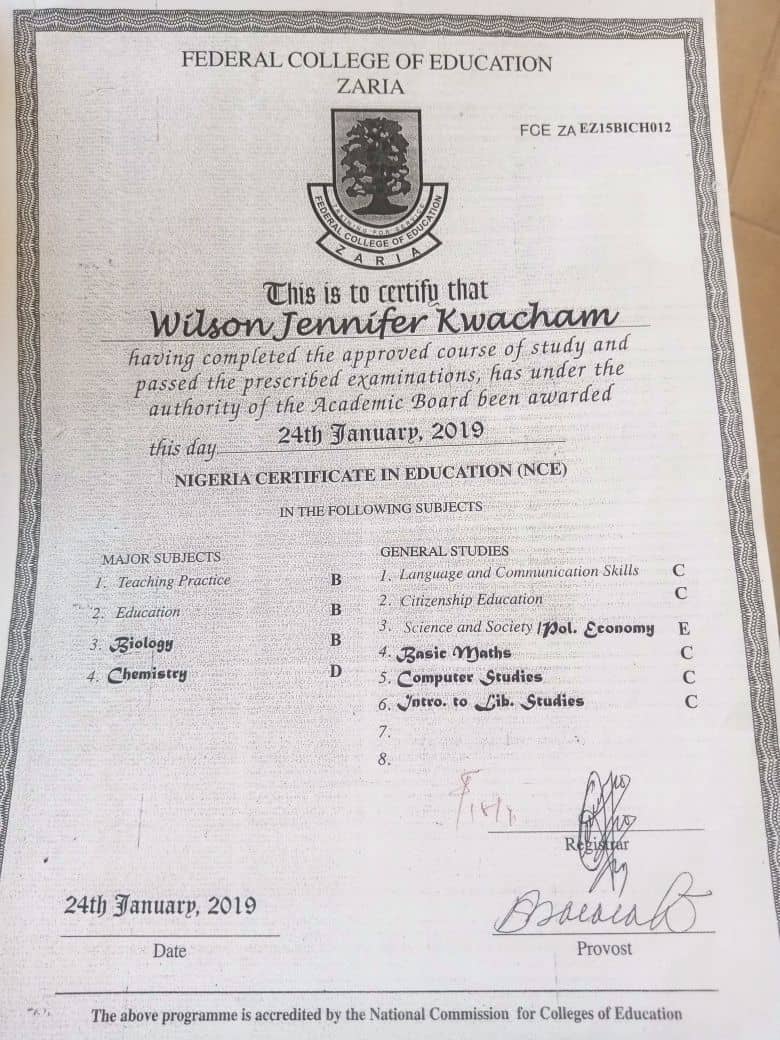 FEDERAL COLLEGE OF EDUCATION
ZARIA
FCE ZA EZ15BICH012
TRAINING FOR SERVICE
FEDERAL COLLEGE OF EDUCATION
ZARIA
This is to certify that
Wilson Jennifer Kwacham
having completed the approved course of study and
passed the prescribed examinations, has under the
authority of the Academic Board been awarded
this day 24th January, 2019
NIGERIA CERTIFICATE IN EDUCATION (NCE)
IN THE FOLLOWING SUBJECTS
MAJOR SUBJECTS
1. Teaching Practice B
2. Education B
3. Biology B
4. Chemistry D
GENERAL STUDIES
1. Language and Communication Skills C
2. Citizenship Education C
3. Science and Society /Pol. Economy E
4. Basic Maths C
5. Computer Studies C
6. Intro. to Lib. Studies C
7.
8.
Registrar
24th January, 2019
Date
Provost
The above programme is accredited by the National Commission for Colleges of Education